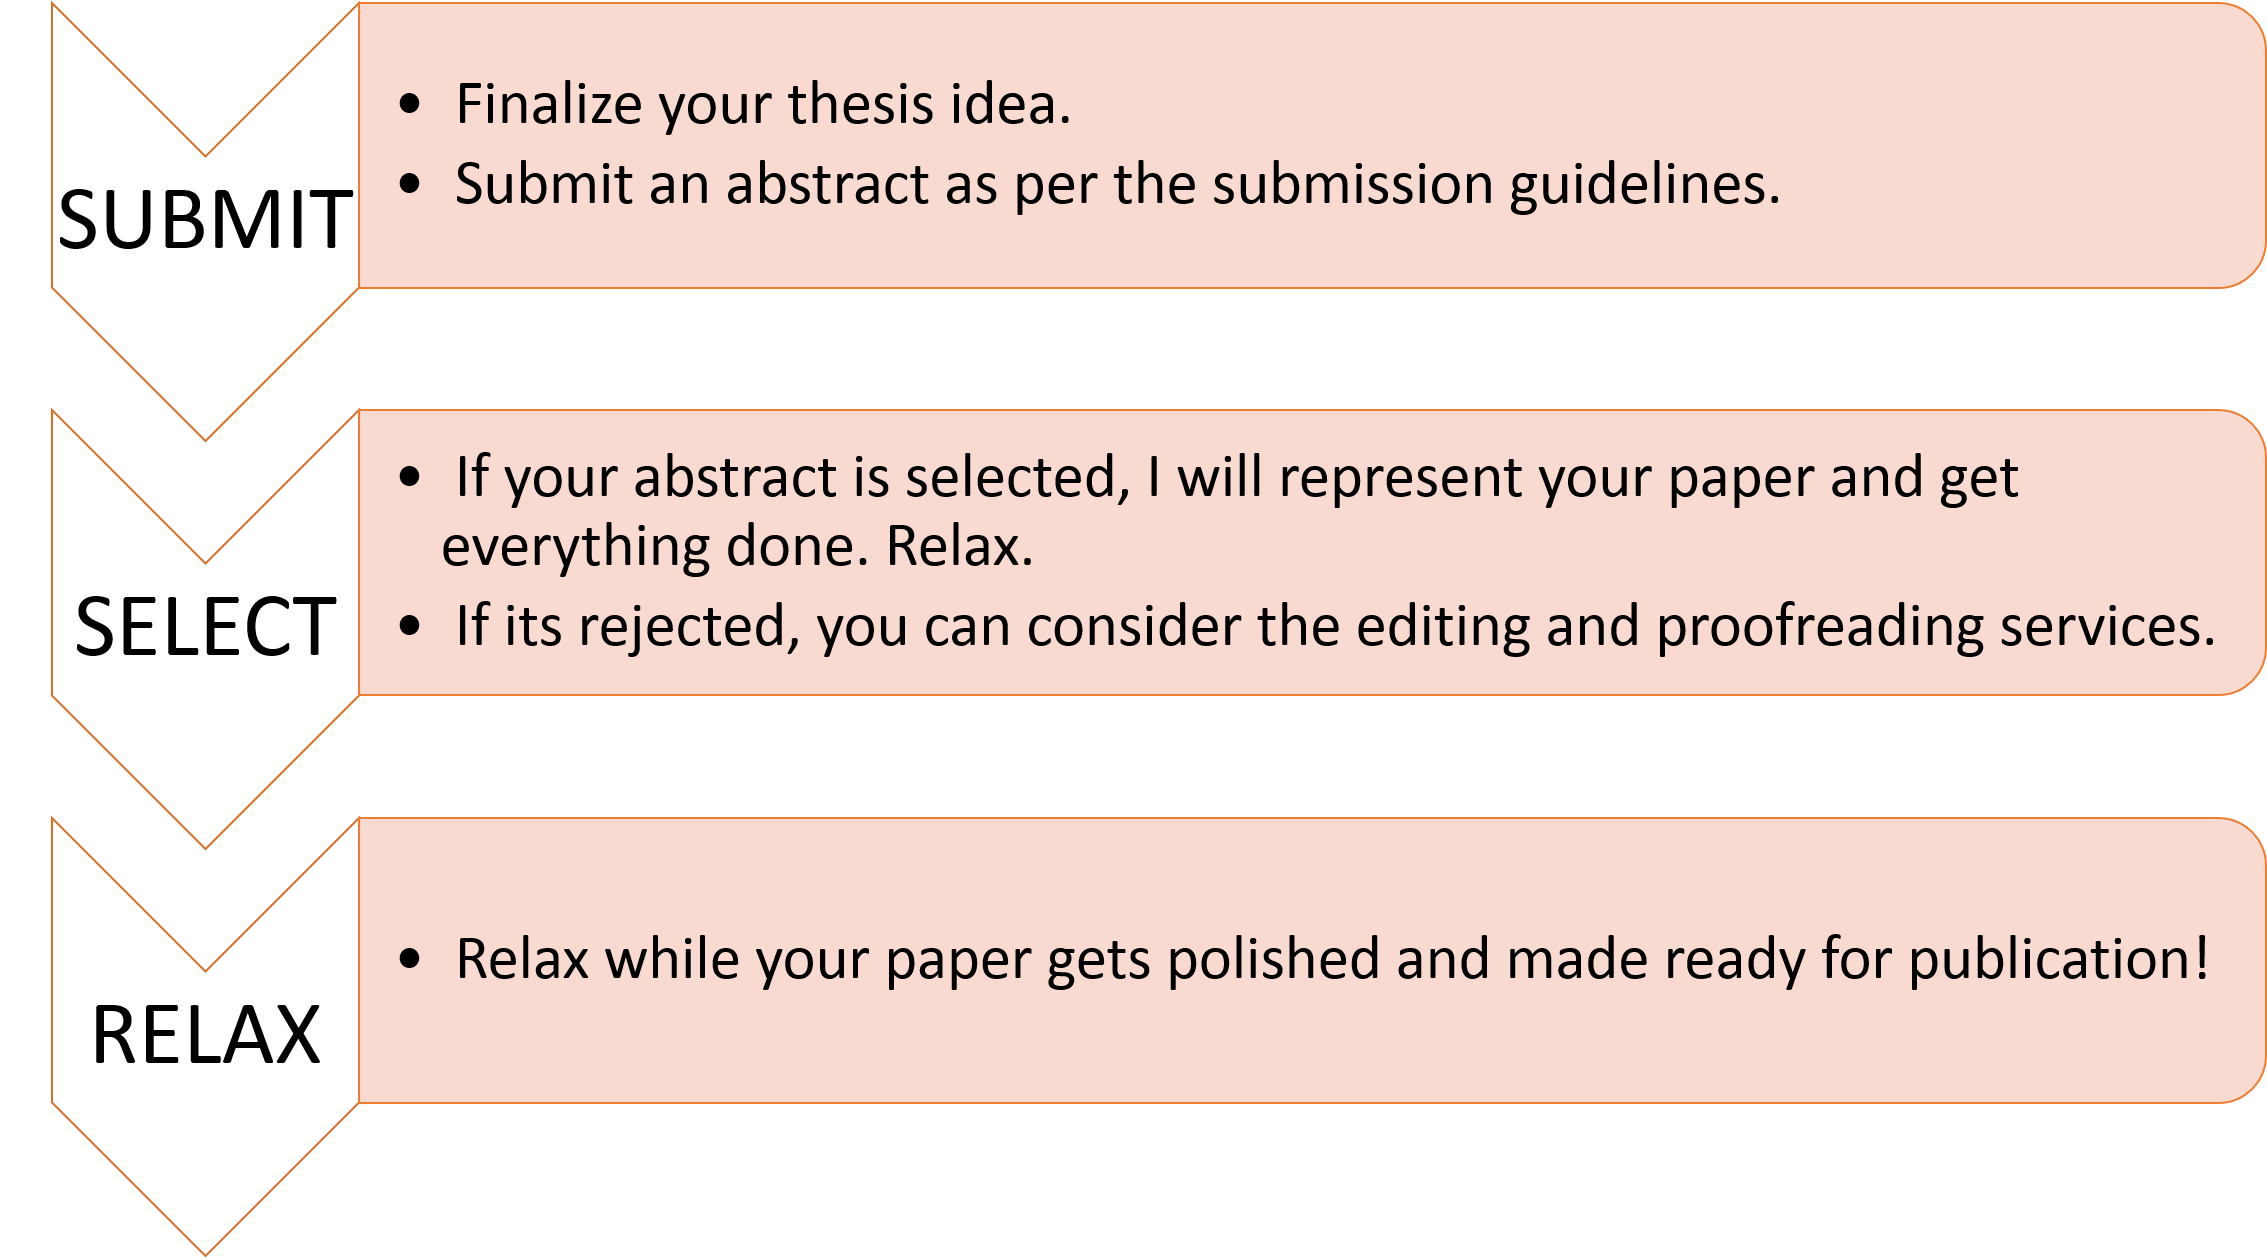 SUBMIT
• Finalize your thesis idea.
• Submit an abstract as per the submission guidelines.
SELECT
• If your abstract is selected, I will represent your paper and get
everything done. Relax.
• If its rejected, you can consider the editing and proofreading services.
RELAX
• Relax while your paper gets polished and made ready for publication!